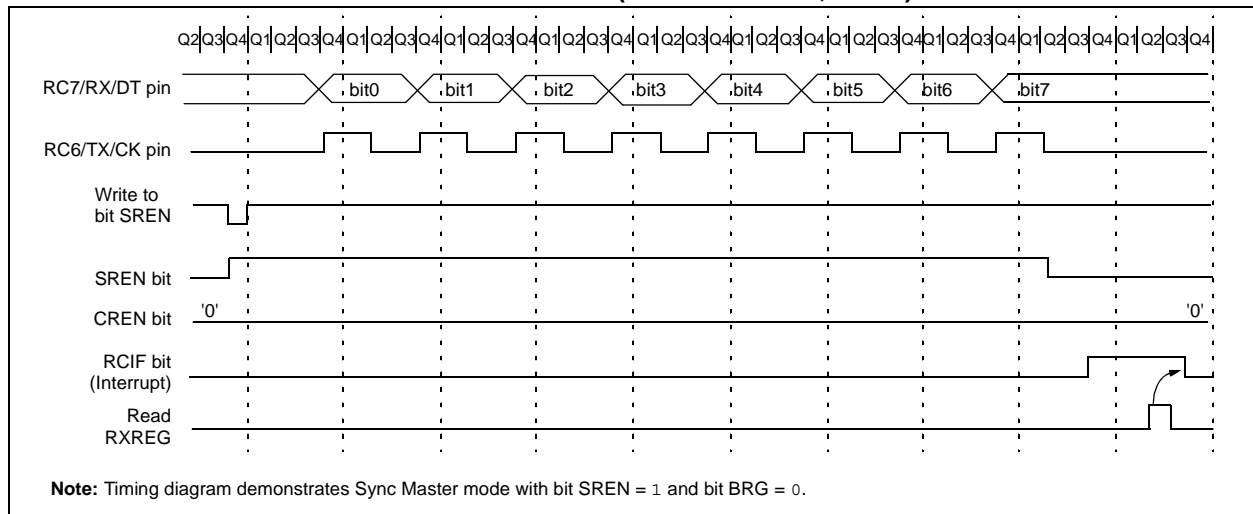 Q2 Q3 Q4 Q1 Q2 Q3 Q4 Q1 Q2 Q3 Q4 Q1 Q2 Q3 Q4 Q1 Q2 Q3 Q4 Q1 Q2 Q3 Q4 Q1 Q2 Q3 Q4 Q1 Q2 Q3 Q4 Q1 Q2 Q3 Q4 Q1 Q2 Q3 Q4 Q1 Q2 Q3 Q4
RC7/RX/DT pin bit0 bit1 bit2 bit3 bit4 bit5 bit6 bit7
RC6/TX/CK pin
Write to
bit SREN
SREN bit
CREN bit '0' '0'
RCIF bit
(Interrupt)
Read
RXREG
Note: Timing diagram demonstrates Sync Master mode with bit SREN = 1 and bit BRG = 0.